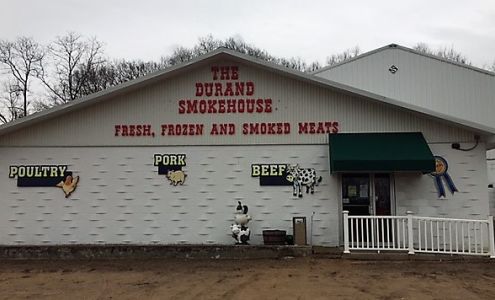 THE
DURAND
SMOKEHOUSE
FRESH, FROZEN AND SMOKED MEATS
POULTRY
PORK
BEEF